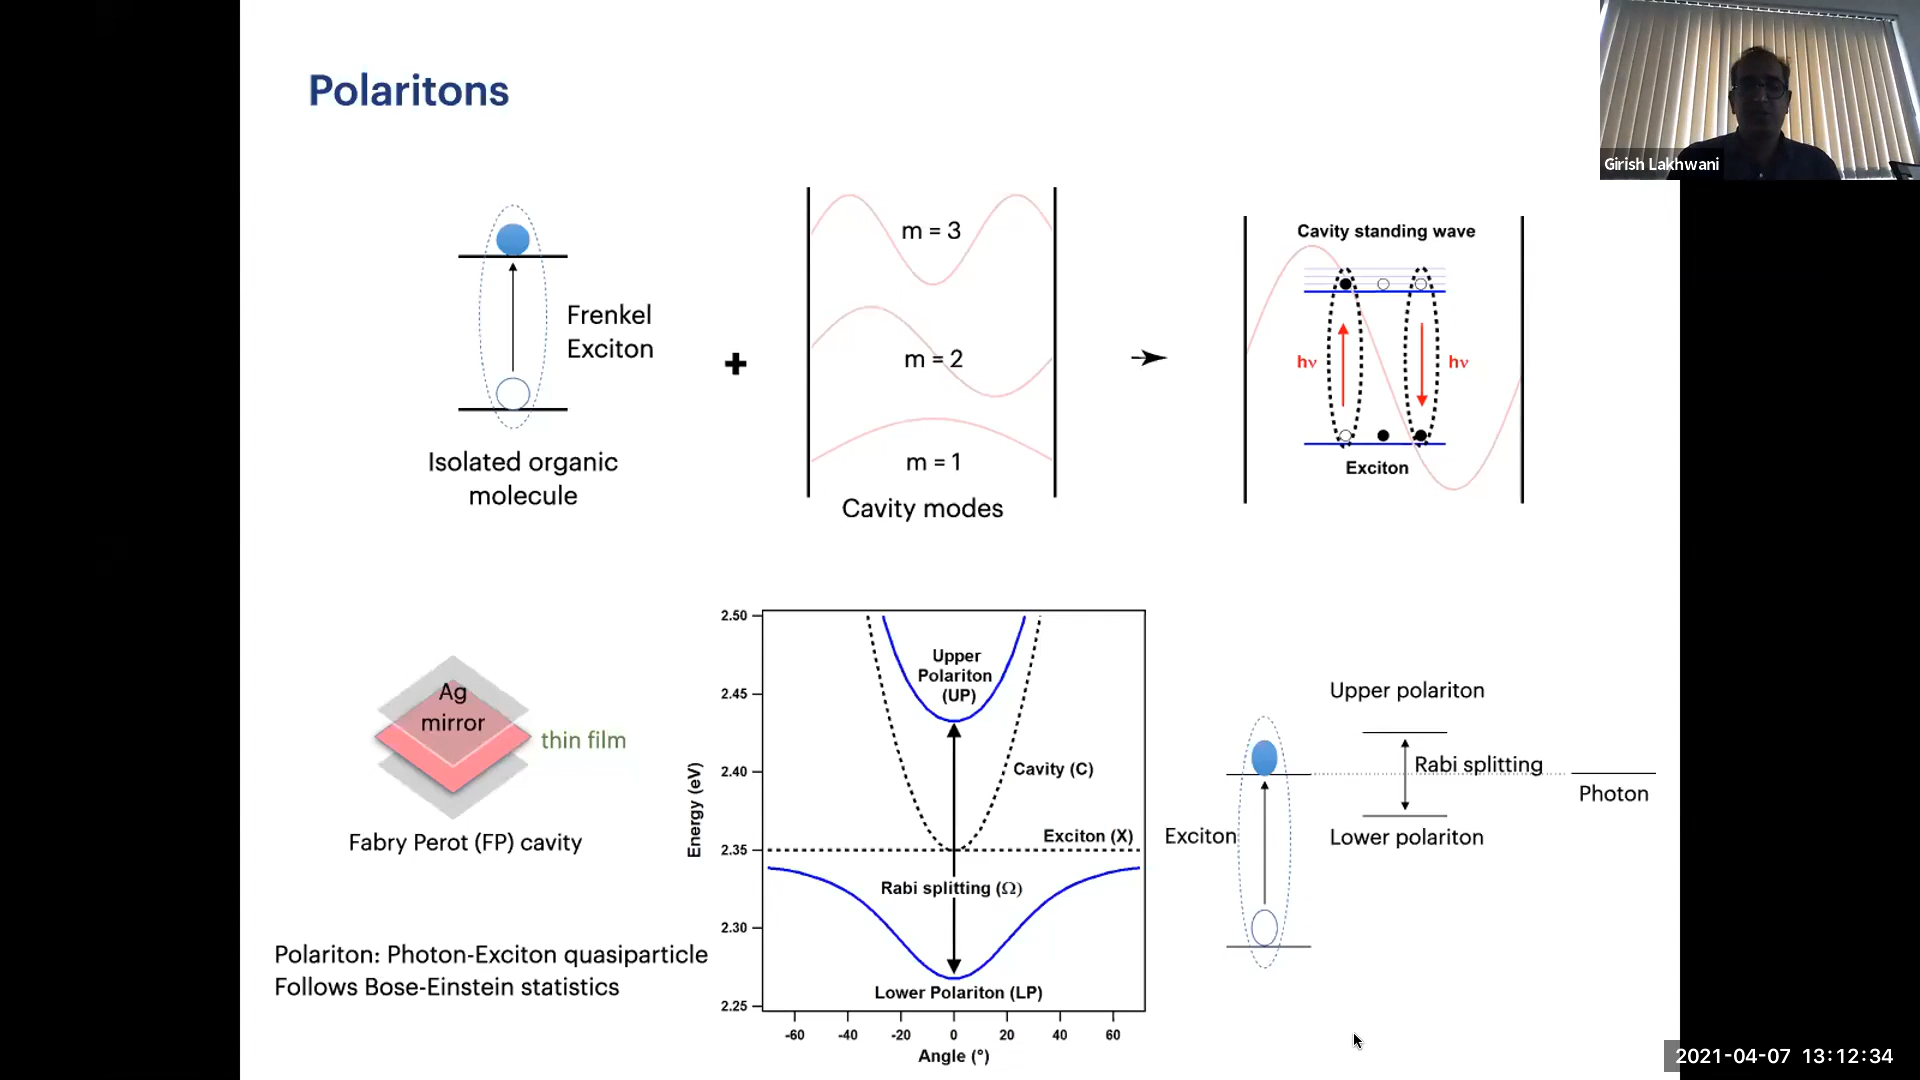 Polaritons
Girish Lakhwani
Frenkel
Exciton
Isolated organic
molecule
m = 3
m = 2
m = 1
Cavity modes
Cavity standing wave
hν
hν
Exciton
Ag
mirror
thin film
Fabry Perot (FP) cavity
Polariton: Photon-Exciton quasiparticle
Follows Bose-Einstein statistics
2.50
2.45
2.40
2.35
2.30
2.25
Energy (eV)
Upper
Polariton
(UP)
Cavity (C)
Exciton (X)
Rabi splitting (Ω)
Lower Polariton (LP)
-60 -40 -20 0 20 40 60
Angle (°)
Upper polariton
Rabi splitting
Photon
Exciton
Lower polariton
2021-04-07 13:12:34